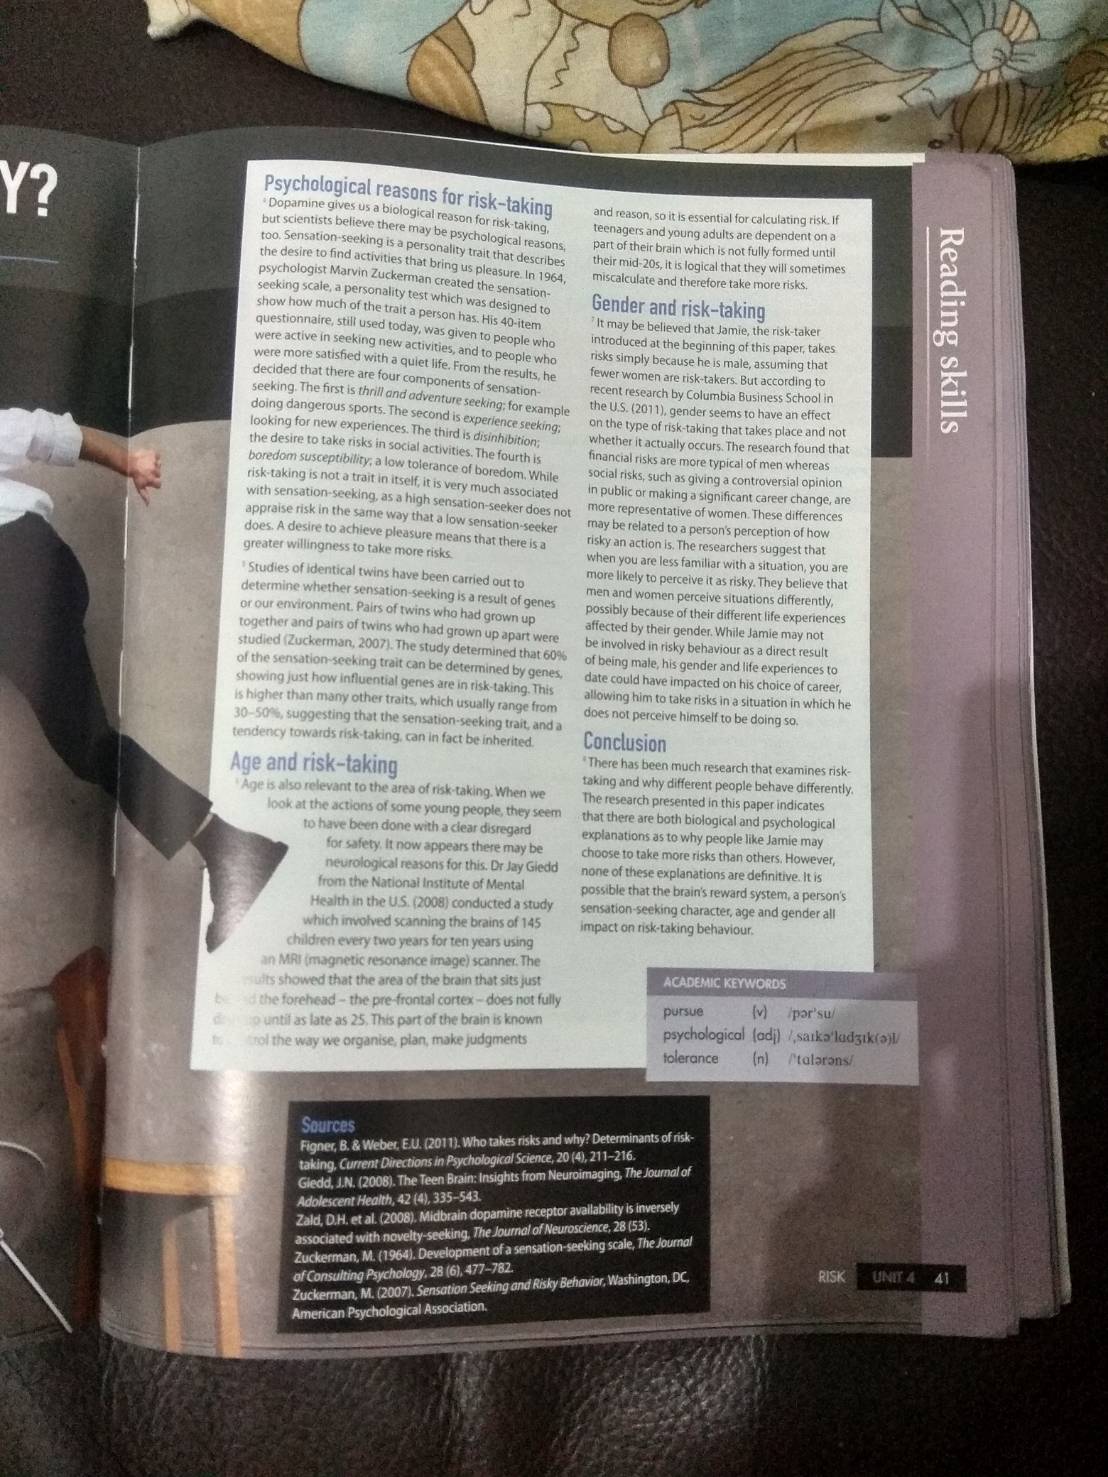 Y?
Psychological reasons for risk-taking
4 Dopamine gives us a biological reason for risk-taking,
but scientists believe there may be psychological reasons,
too. Sensation-seeking is a personality trait that describes
the desire to find activities that bring us pleasure. In 1964,
psychologist Marvin Zuckerman created the sensation-
seeking scale, a personality test which was designed to
show how much of the trait a person has. His 40-item
questionnaire, still used today, was given to people who
were active in seeking new activities, and to people who
were more satisfied with a quiet life. From the results, he
decided that there are four components of sensation-
seeking. The first is thrill and adventure seeking; for example
doing dangerous sports. The second is experience seeking;
looking for new experiences. The third is disinhibition;
the desire to take risks in social activities. The fourth is
boredom susceptibility; a low tolerance of boredom. While
risk-taking is not a trait in itself, it is very much associated
with sensation-seeking, as a high sensation-seeker does not
appraise risk in the same way that a low sensation-seeker
does. A desire to achieve pleasure means that there is a
greater willingness to take more risks.
5 Studies of identical twins have been carried out to
determine whether sensation-seeking is a result of genes
or our environment. Pairs of twins who had grown up
together and pairs of twins who had grown up apart were
studied (Zuckerman, 2007). The study determined that 60%
of the sensation-seeking trait can be determined by genes,
showing just how influential genes are in risk-taking. This
is higher than many other traits, which usually range from
30–50%, suggesting that the sensation-seeking trait, and a
tendency towards risk-taking, can in fact be inherited.
Age and risk-taking
6 Age is also relevant to the area of risk-taking. When we
look at the actions of some young people, they seem
to have been done with a clear disregard
for safety. It now appears there may be
neurological reasons for this. Dr Jay Giedd
from the National Institute of Mental
Health in the U.S. (2008) conducted a study
which involved scanning the brains of 145
children every two years for ten years using
an MRI (magnetic resonance image) scanner. The
results showed that the area of the brain that sits just
the forehead – the pre-frontal cortex – does not fully
until as late as 25. This part of the brain is known
the way we organise, plan, make judgments
and reason, so it is essential for calculating risk. If
teenagers and young adults are dependent on a
part of their brain which is not fully formed until
their mid-20s, it is logical that they will sometimes
miscalculate and therefore take more risks.
Gender and risk-taking
7 It may be believed that Jamie, the risk-taker
introduced at the beginning of this paper, takes
risks simply because he is male, assuming that
fewer women are risk-takers. But according to
recent research by Columbia Business School in
the U.S. (2011), gender seems to have an effect
on the type of risk-taking that takes place and not
whether it actually occurs. The research found that
financial risks are more typical of men whereas
social risks, such as giving a controversial opinion
in public or making a significant career change, are
more representative of women. These differences
may be related to a person's perception of how
risky an action is. The researchers suggest that
when you are less familiar with a situation, you are
more likely to perceive it as risky. They believe that
men and women perceive situations differently,
possibly because of their different life experiences
affected by their gender. While Jamie may not
be involved in risky behaviour as a direct result
of being male, his gender and life experiences to
date could have impacted on his choice of career,
allowing him to take risks in a situation in which he
does not perceive himself to be doing so.
Conclusion
8 There has been much research that examines risk-
taking and why different people behave differently.
The research presented in this paper indicates
that there are both biological and psychological
explanations as to why people like Jamie may
choose to take more risks than others. However,
none of these explanations are definitive. It is
possible that the brain's reward system, a person's
sensation-seeking character, age and gender all
impact on risk-taking behaviour.
ACADEMIC KEYWORDS
pursue (v) /pərˈsu/
psychological (adj) /ˌsaɪkəˈlɑdʒɪk(ə)l/
tolerance (n) /ˈtɑlərəns/
Sources
Figner, B. & Weber, E.U. (2011). Who takes risks and why? Determinants of risk-
taking, Current Directions in Psychological Science, 20 (4), 211–216.
Giedd, J.N. (2008). The Teen Brain: Insights from Neuroimaging, The Journal of
Adolescent Health, 42 (4), 335–543.
Zald, D.H. et al. (2008). Midbrain dopamine receptor availability is inversely
associated with novelty-seeking, The Journal of Neuroscience, 28 (53).
Zuckerman, M. (1964). Development of a sensation-seeking scale, The Journal
of Consulting Psychology, 28 (6), 477–782.
Zuckerman, M. (2007). Sensation Seeking and Risky Behavior, Washington, DC,
American Psychological Association.
Reading skills
RISK UNIT 4 41